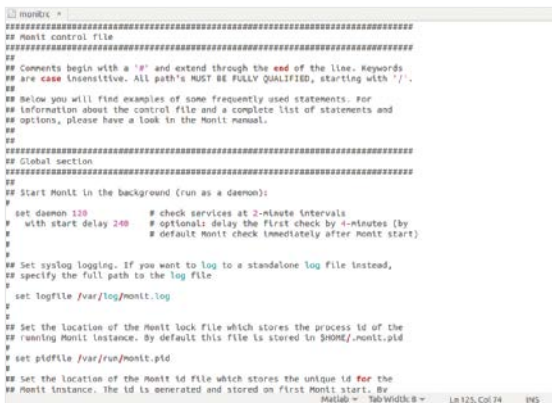 monitrc ×
###############################################################################
## Monit control file
###############################################################################
##
## Comments begin with a '#' and extend through the end of the line. Keywords
## are case insensitive. All path's MUST BE FULLY QUALIFIED, starting with '/'.
##
## Below you will find examples of some frequently used statements. For
## information about the control file and a complete list of statements and
## options, please have a look in the Monit manual.
##
##
###############################################################################
## Global section
###############################################################################
##
## Start Monit in the background (run as a daemon):
#
set daemon 120 # check services at 2-minute intervals
# with start delay 240 # optional: delay the first check by 4-minutes (by
# # default Monit check immediately after Monit start)
#
#
## Set syslog logging. If you want to log to a standalone log file instead,
## specify the full path to the log file
#
set logfile /var/log/monit.log
#
#
## Set the location of the Monit lock file which stores the process id of the
## running Monit instance. By default this file is stored in $HOME/.monit.pid
#
# set pidfile /var/run/monit.pid
#
## Set the location of the Monit id file which stores the unique id for the
## Monit instance. The id is generated and stored on first Monit start. By
Matlab Tab Width: 8 Ln 125, Col 74 INS